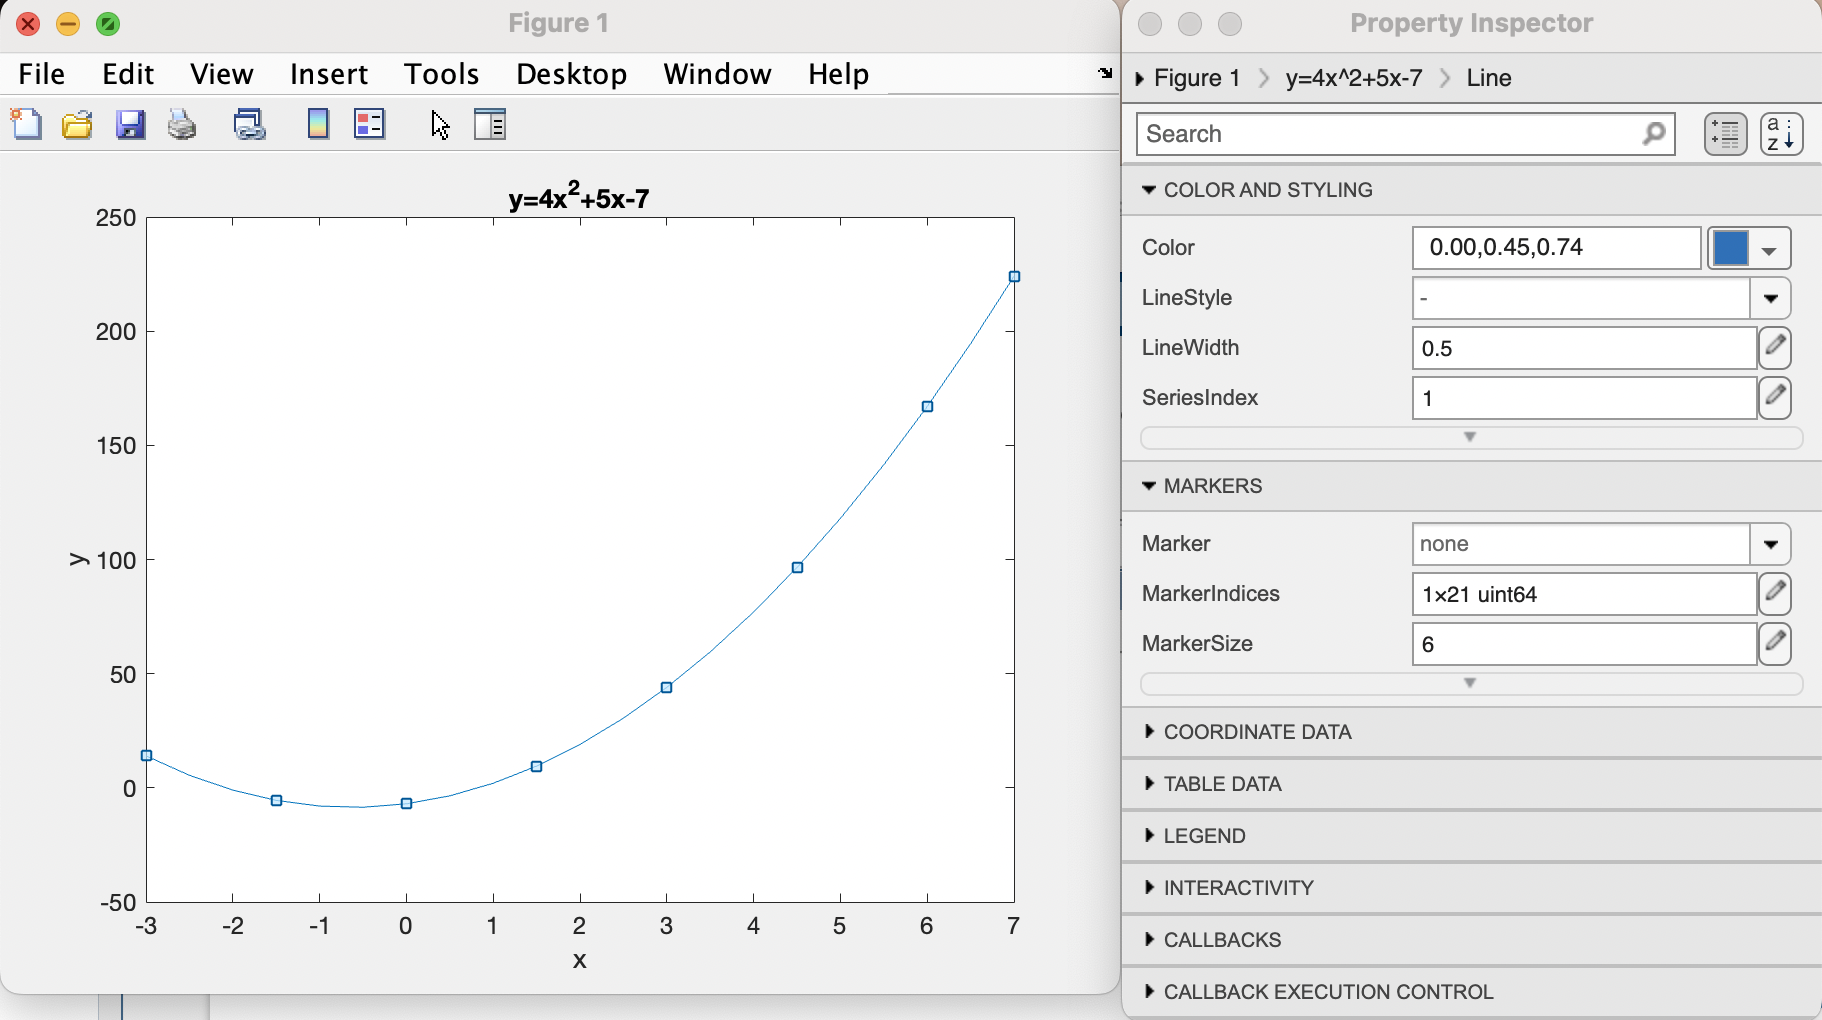 Figure 1
File Edit View Insert Tools Desktop Window Help
y=4x²+5x-7
250
200
150
100
50
0
-50
y
-3 -2 -1 0 1 2 3 4 5 6 7
x
Property Inspector
Figure 1 > y=4x^2+5x-7 > Line
Search
a
z
COLOR AND STYLING
Color 0.00,0.45,0.74
LineStyle -
LineWidth 0.5
SeriesIndex 1
MARKERS
Marker none
MarkerIndices 1×21 uint64
MarkerSize 6
COORDINATE DATA
TABLE DATA
LEGEND
INTERACTIVITY
CALLBACKS
CALLBACK EXECUTION CONTROL